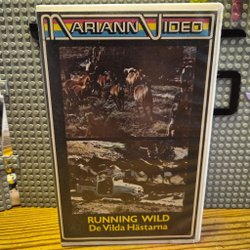 MARIANN VIDEO
RUNNING WILD
De Vilda Hästarna